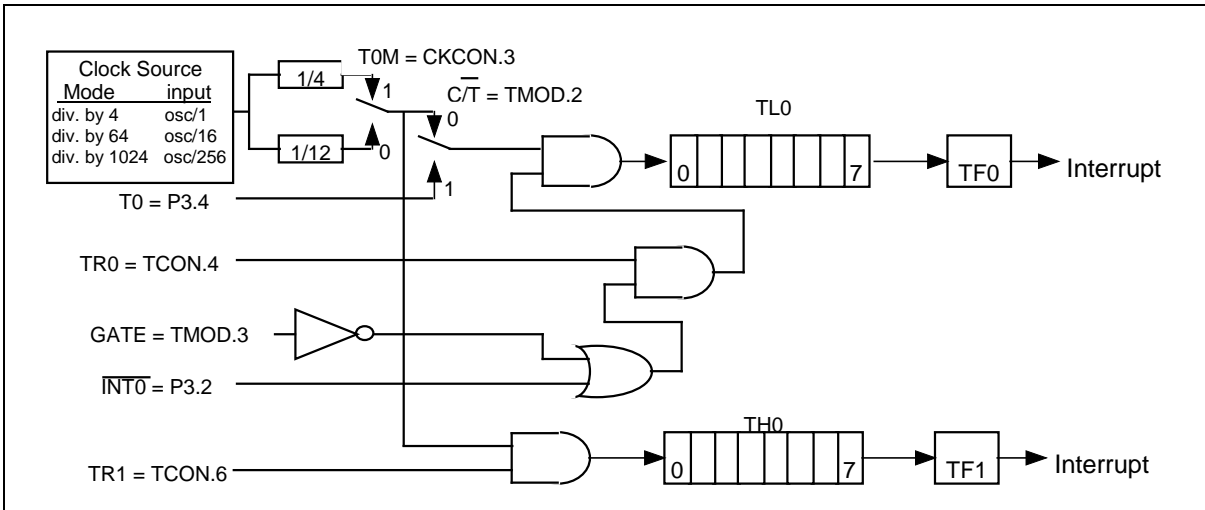 Clock Source
Mode input
div. by 4 osc/1
div. by 64 osc/16
div. by 1024 osc/256
1/4
1/12
T0M = CKCON.3
1
0
C/T = TMOD.2
0
1
T0 = P3.4
TL0
0 7
TF0
Interrupt
TR0 = TCON.4
GATE = TMOD.3
INT0 = P3.2
TR1 = TCON.6
TH0
0 7
TF1
Interrupt